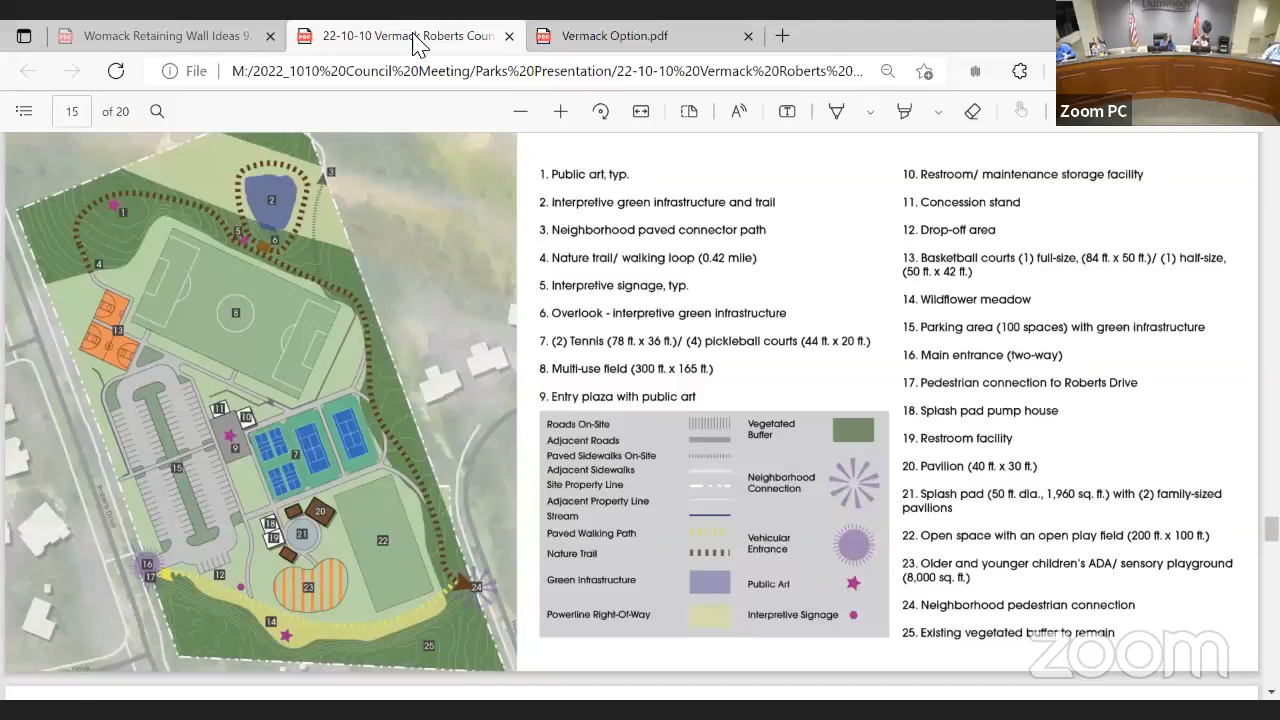 Womack Retaining Wall Ideas 9
22-10-10 Vermack Roberts Coun
Vermack Option.pdf
File
M:/2022_1010%20Council%20Meeting/Parks%20Presentation/22-10-10%20Vermack%20Roberts%20...
15 of 20
Dunwoody
Zoom PC
1. Public art, typ.
2. Interpretive green infrastructure and trail
3. Neighborhood paved connector path
4. Nature trail/ walking loop (0.42 mile)
5. Interpretive signage, typ.
6. Overlook - interpretive green infrastructure
7. (2) Tennis (78 ft. x 36 ft.)/ (4) pickleball courts (44 ft. x 20 ft.)
8. Multi-use field (300 ft. x 165 ft.)
9. Entry plaza with public art
10. Restroom/ maintenance storage facility
11. Concession stand
12. Drop-off area
13. Basketball courts (1) full-size, (84 ft. x 50 ft.)/ (1) half-size,
(50 ft. x 42 ft.)
14. Wildflower meadow
15. Parking area (100 spaces) with green infrastructure
16. Main entrance (two-way)
17. Pedestrian connection to Roberts Drive
18. Splash pad pump house
19. Restroom facility
20. Pavilion (40 ft. x 30 ft.)
21. Splash pad (50 ft. dia., 1,960 sq. ft.) with (2) family-sized
pavilions
22. Open space with an open play field (200 ft. x 100 ft.)
23. Older and younger children's ADA/ sensory playground
(8,000 sq. ft.)
24. Neighborhood pedestrian connection
25. Existing vegetated buffer to remain
Roads On-Site
Adjacent Roads
Paved Sidewalks On-Site
Adjacent Sidewalks
Site Property Line
Adjacent Property Line
Stream
Paved Walking Path
Nature Trail
Green Infrastructure
Powerline Right-Of-Way
Vegetated
Buffer
Neighborhood
Connection
Vehicular
Entrance
Public Art
Interpretive Signage
1
2
3
4
5
6
7
8
9
10
11
12
13
14
15
16
17
18
19
20
21
22
23
24
25
Roberts Drive
zoom